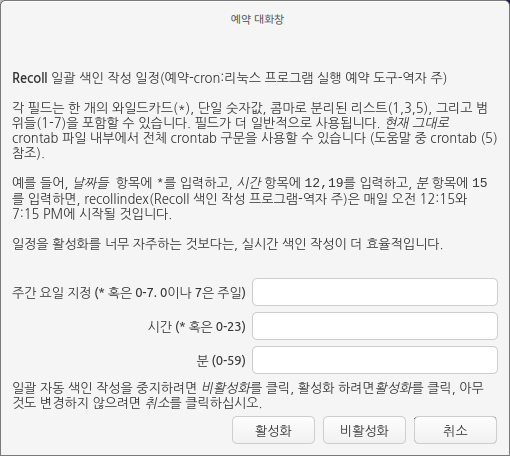 예약 대화창
Recoll 일괄 색인 작성 일정(예약-cron:리눅스 프로그램 실행 예약 도구-역자 주)
각 필드는 한 개의 와일드카드(*), 단일 숫자값, 콤마로 분리된 리스트(1,3,5), 그리고 범
위들(1-7)을 포함할 수 있습니다. 필드가 더 일반적으로 사용됩니다. 현재 그대로
crontab 파일 내부에서 전체 crontab 구문을 사용할 수 있습니다 (도움말 중 crontab (5)
참조).
예를 들어, 날짜들 항목에 *를 입력하고, 시간 항목에 12,19를 입력하고, 분 항목에 15
를 입력하면, recollindex(Recoll 색인 작성 프로그램-역자 주)은 매일 오전 12:15와
7:15 PM에 시작될 것입니다.
일정을 활성화를 너무 자주하는 것보다는, 실시간 색인 작성이 더 효율적입니다.
주간 요일 지정 (* 혹은 0-7. 0이나 7은 주일)
시간 (* 혹은 0-23)
분 (0-59)
일괄 자동 색인 작성을 중지하려면 비활성화를 클릭, 활성화 하려면활성화를 클릭, 아무
것도 변경하지 않으려면 취소를 클릭하십시오.
활성화 비활성화 취소